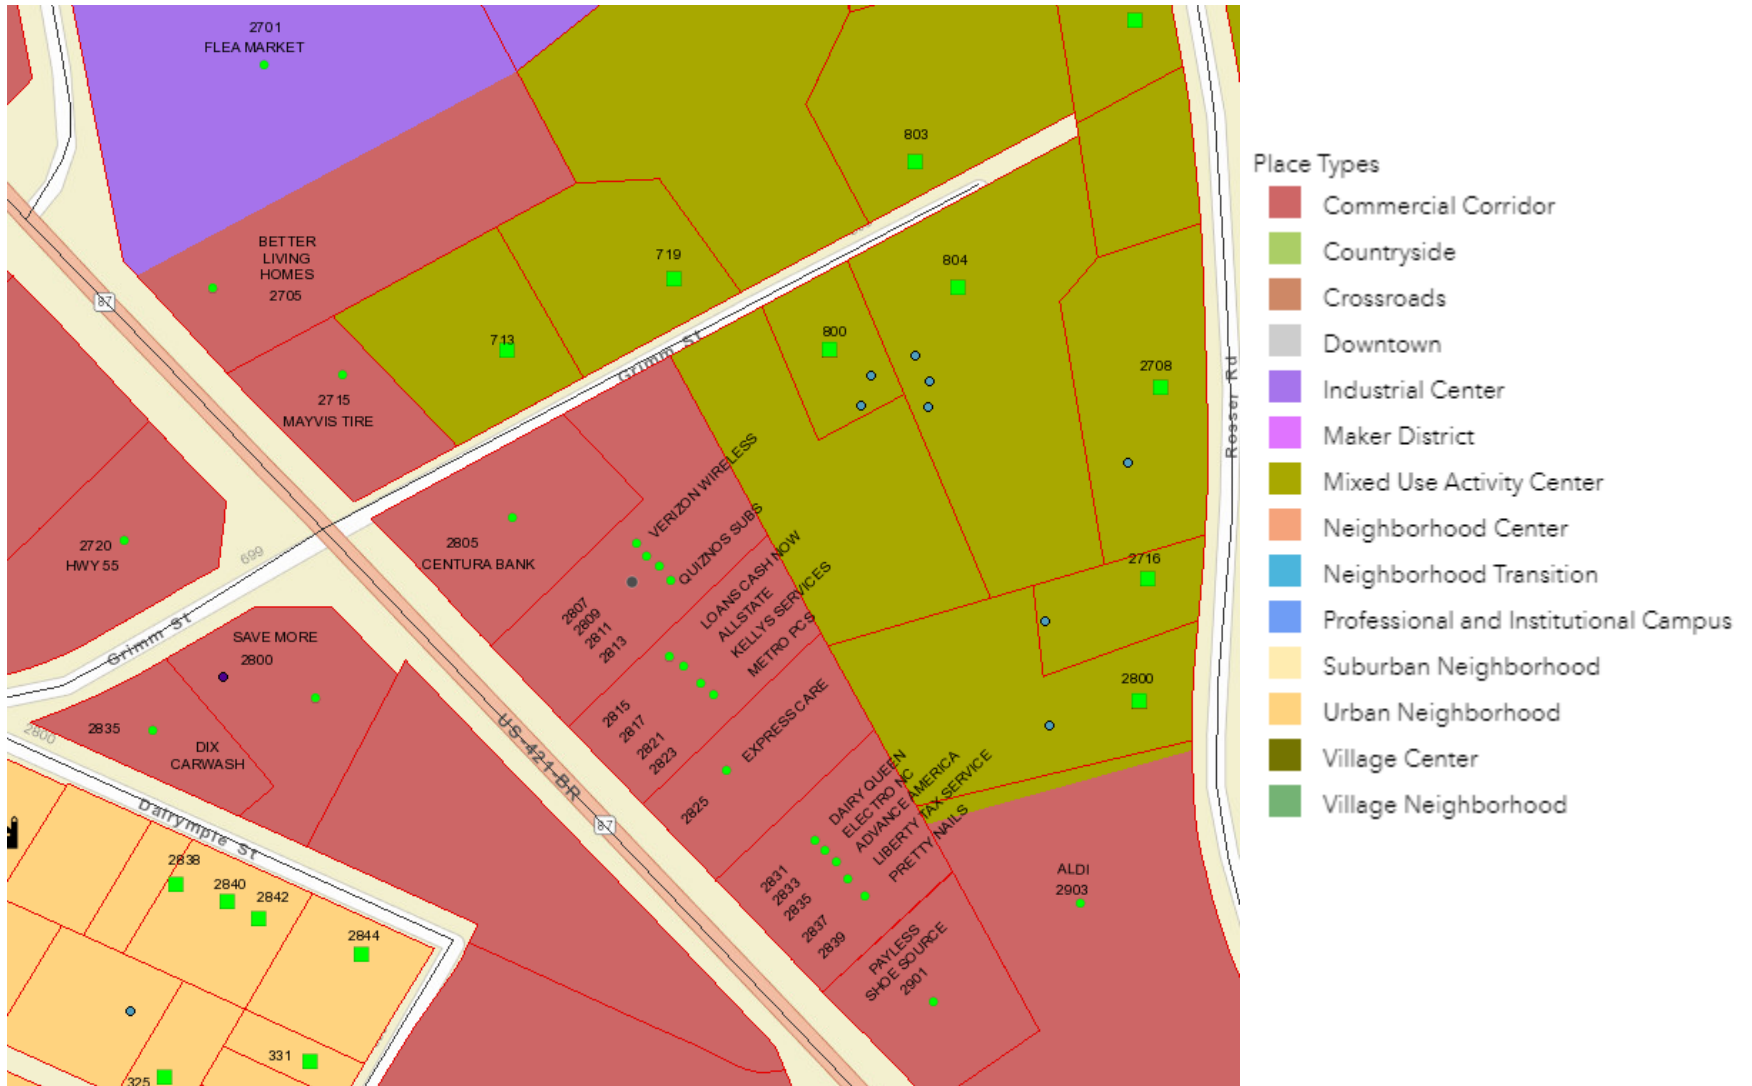 2701
FLEA MARKET
803
BETTER
LIVING
HOMES
2705
87
719
804
713
800
Grimm St
2708
Rosser Rd
2715
MAYVIS TIRE
2720
HWY 55
699
2805
CENTURA BANK
VERIZON WIRELESS
QUIZNOS SUBS
2807
2809
2811
2813
LOANS CASH NOW
ALLSTATE
KELLYS SERVICES
METRO PCS
2815
2817
2821
2823
2716
2800
Grimm St
SAVE MORE
2800
2835
DIX
CARWASH
2800
US-421-BR
87
EXPRESS CARE
2825
DAIRY QUEEN
ELECTRO NC
ADVANCE AMERICA
LIBERTY TAX SERVICE
PRETTY NAILS
2831
2833
2835
2837
2839
ALDI
2903
PAYLESS
SHOE SOURCE
2901
Dalrymple St
2838
2840
2842
2844
331
325
Place Types
Commercial Corridor
Countryside
Crossroads
Downtown
Industrial Center
Maker District
Mixed Use Activity Center
Neighborhood Center
Neighborhood Transition
Professional and Institutional Campus
Suburban Neighborhood
Urban Neighborhood
Village Center
Village Neighborhood